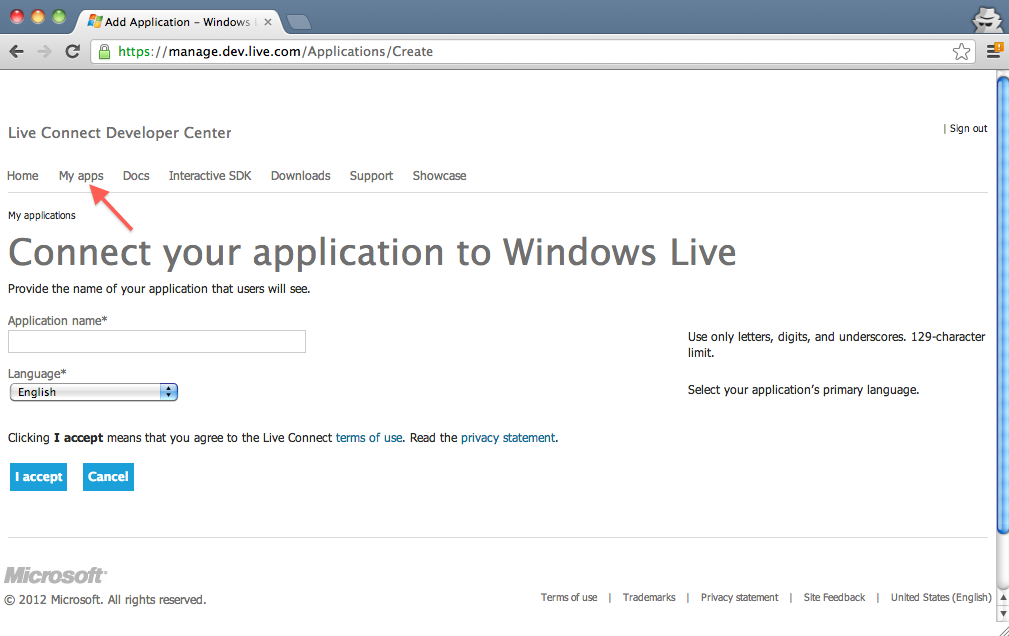 Add Application – Windows
https://manage.dev.live.com/Applications/Create
Live Connect Developer Center
| Sign out
Home My apps Docs Interactive SDK Downloads Support Showcase
My applications
Connect your application to Windows Live
Provide the name of your application that users will see.
Application name*
Use only letters, digits, and underscores. 129-character
limit.
Language*
English
Select your application's primary language.
Clicking I accept means that you agree to the Live Connect terms of use. Read the privacy statement.
I accept Cancel
Microsoft
© 2012 Microsoft. All rights reserved.
Terms of use | Trademarks | Privacy statement | Site Feedback | United States (English)